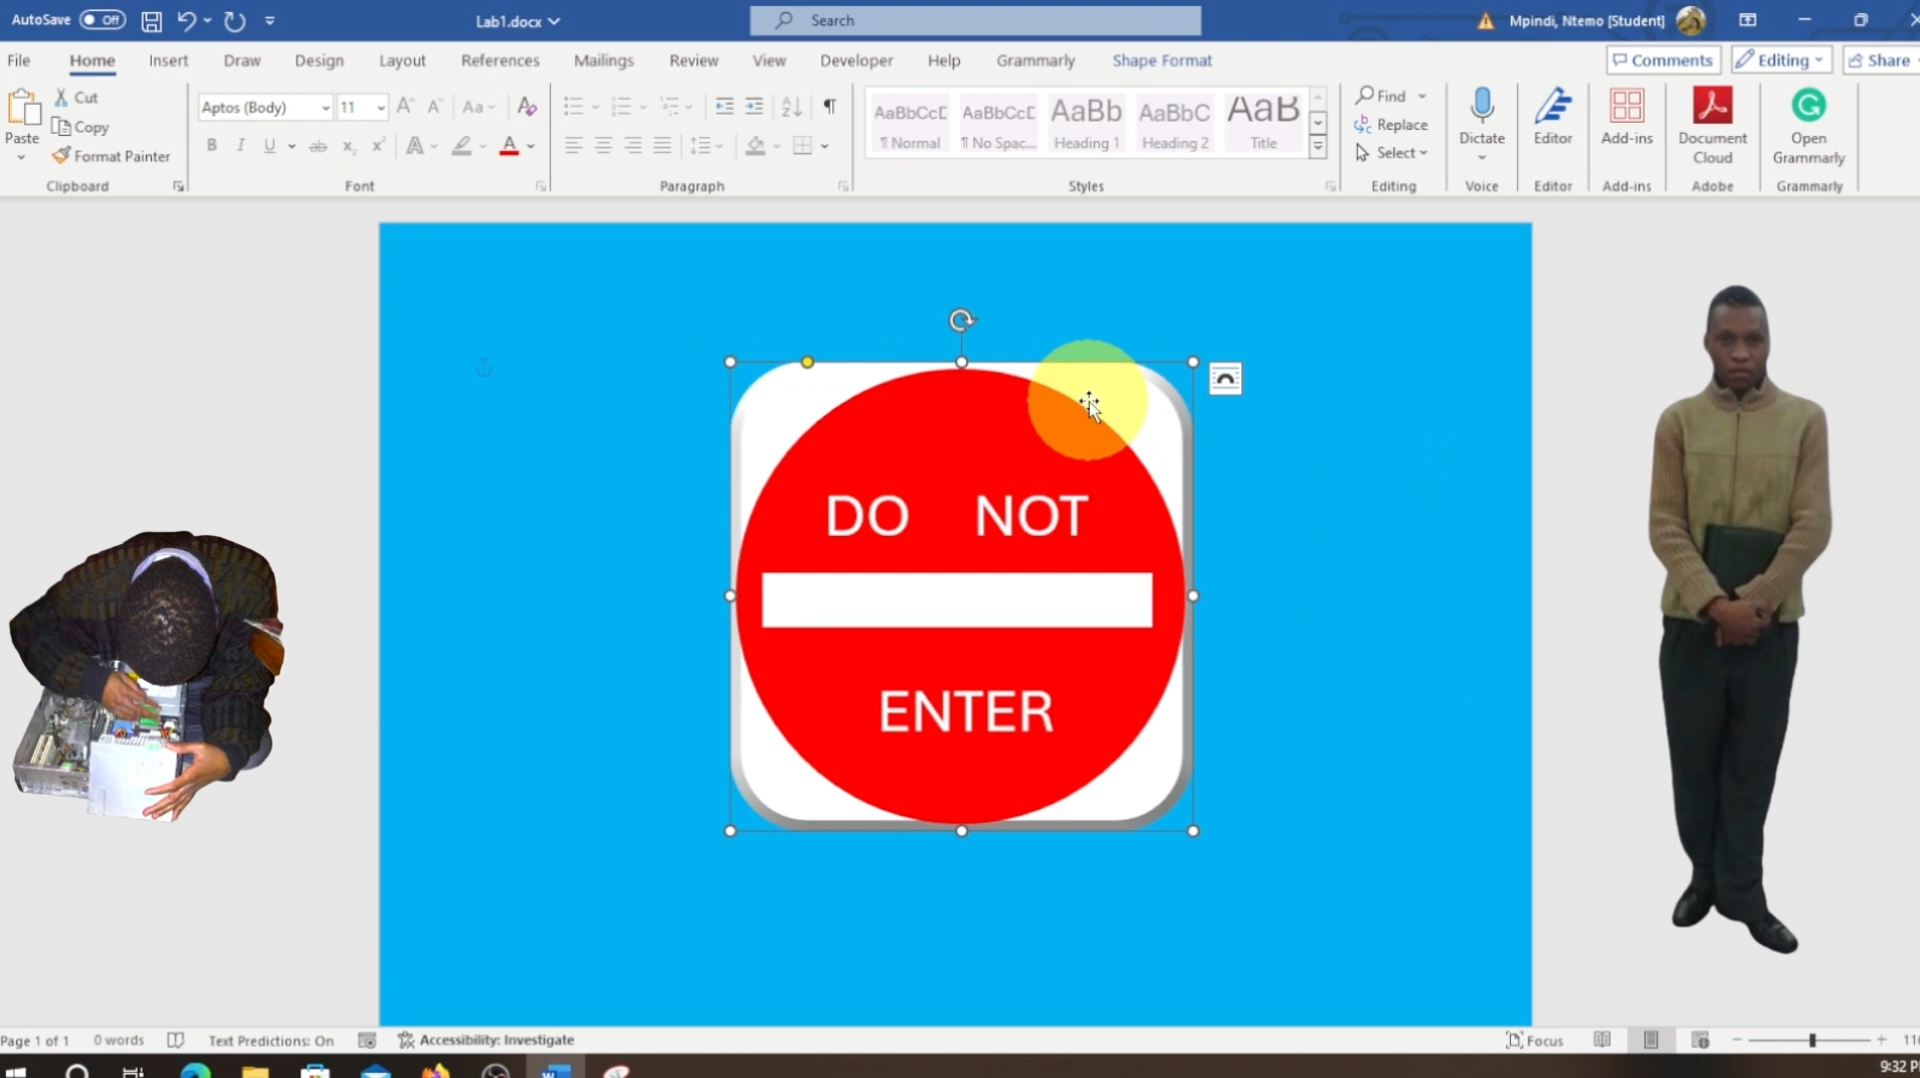 AutoSave Off Lab1.docx Search Mpindi, Ntemo [Student]
File Home Insert Draw Design Layout References Mailings Review View Developer Help Grammarly Shape Format Comments Editing Share
Paste Cut Copy Format Painter
Clipboard
Aptos (Body) 11
Font
Paragraph
AaBbCcD AaBbCcD AaBb AaBbC AaB
¶ Normal ¶ No Spac... Heading 1 Heading 2 Title
Styles
Find
Replace
Select
Editing
Dictate
Voice
Editor
Editor
Add-ins
Add-ins
Document Cloud
Adobe
Open Grammarly
Grammarly
DO NOT
ENTER
Page 1 of 1 0 words Text Predictions: On Accessibility: Investigate Focus
9:32